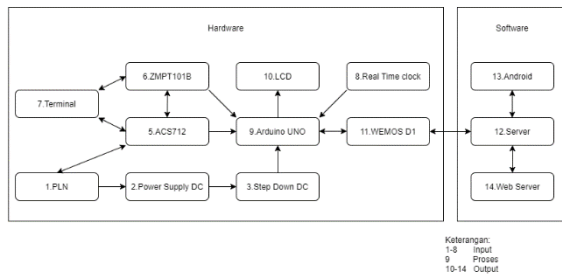 Hardware
Software
6.ZMPT101B
10.LCD
8.Real Time clock
13.Android
7.Terminal
5.ACS712
9.Arduino UNO
11.WEMOS D1
12.Server
1.PLN
2.Power Supply DC
3.Step Down DC
14.Web Server
Keterangan:
1-8 Input
9 Proses
10-14 Output